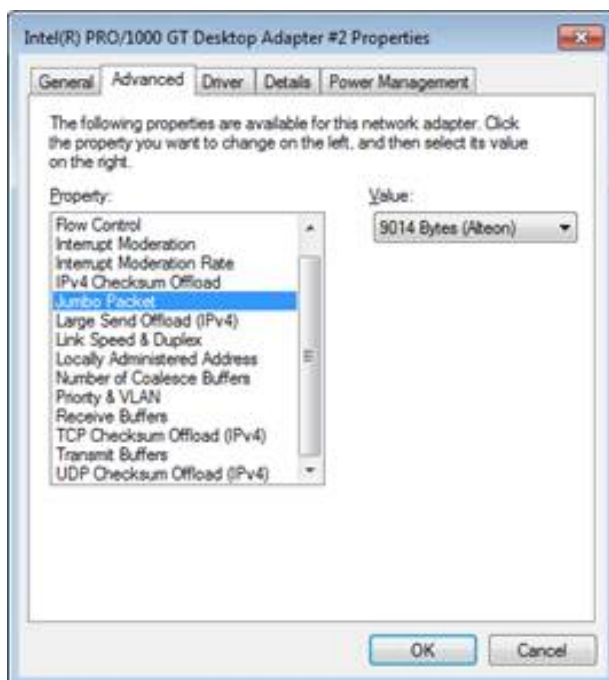 Intel(R) PRO/1000 GT Desktop Adapter #2 Properties
General Advanced Driver Details Power Management
The following properties are available for this network adapter. Click
the property you want to change on the left, and then select its value
on the right.
Property:
Value:
Flow Control
Interrupt Moderation
Interrupt Moderation Rate
IPv4 Checksum Offload
Jumbo Packet
Large Send Offload (IPv4)
Link Speed & Duplex
Locally Administered Address
Number of Coalesce Buffers
Priority & VLAN
Receive Buffers
TCP Checksum Offload (IPv4)
Transmit Buffers
UDP Checksum Offload (IPv4)
9014 Bytes (Alteon)
OK
Cancel